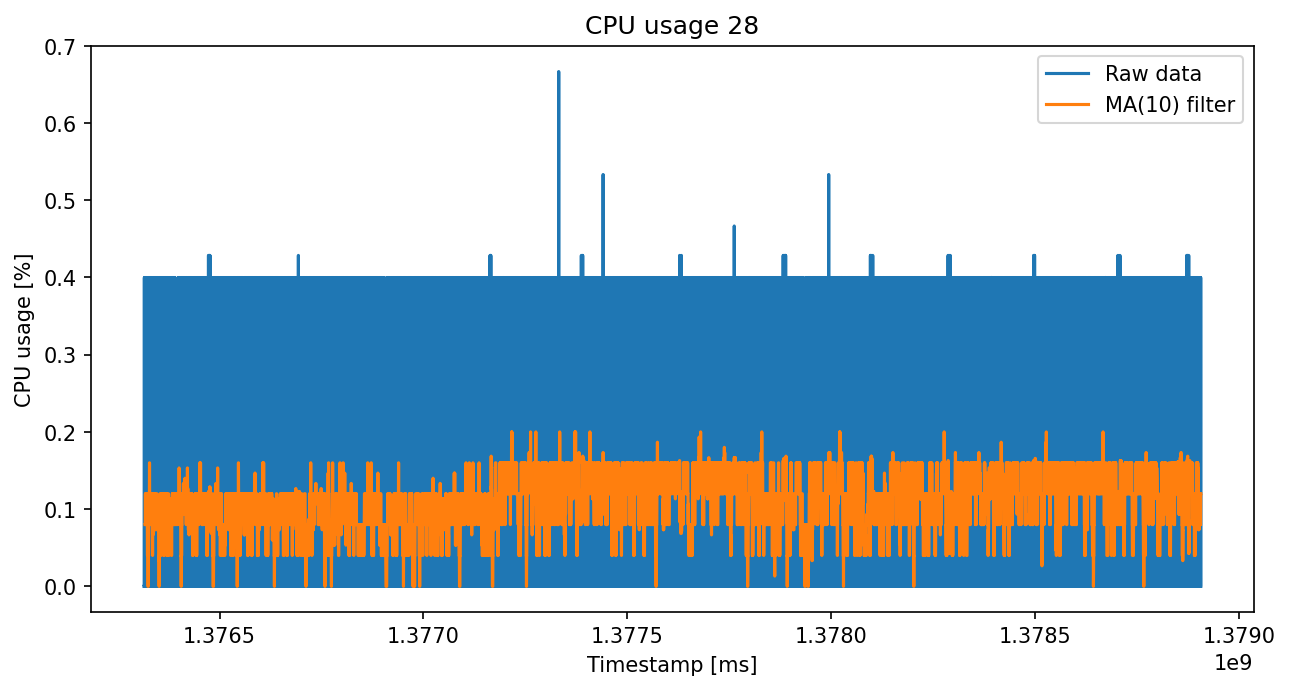 CPU usage 28
Raw data
MA(10) filter
CPU usage [%]
0.7
0.6
0.5
0.4
0.3
0.2
0.1
0.0
1.3765 1.3770 1.3775 1.3780 1.3785 1.3790
1e9
Timestamp [ms]